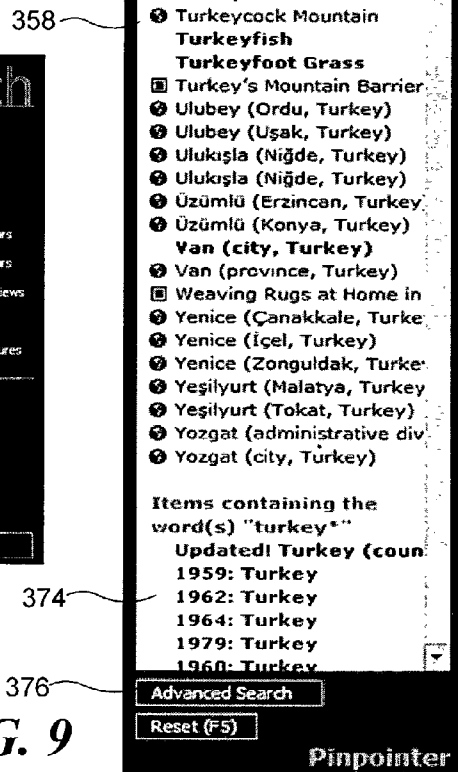 358
Turkeycock Mountain
Turkeyfish
Turkeyfoot Grass
Turkey's Mountain Barrier
Ulubey (Ordu, Turkey)
Ulubey (Uşak, Turkey)
Ulukışla (Niğde, Turkey)
Ulukışla (Niğde, Turkey)
Üzümlü (Erzincan, Turkey
Üzümlü (Konya, Turkey)
Van (city, Turkey)
Van (province, Turkey)
Weaving Rugs at Home in
Yenice (Çanakkale, Turke
Yenice (İçel, Turkey)
Yenice (Zonguldak, Turke
Yeşilyurt (Malatya, Turkey
Yeşilyurt (Tokat, Turkey)
Yozgat (administrative div
Yozgat (city, Turkey)
Items containing the
word(s) "turkey*"
Updated! Turkey (coun
1959: Turkey
374
1962: Turkey
1964: Turkey
1979: Turkey
1960: Turkey
376
Advanced Search
Reset (F5)
G. 9
Pinpointer